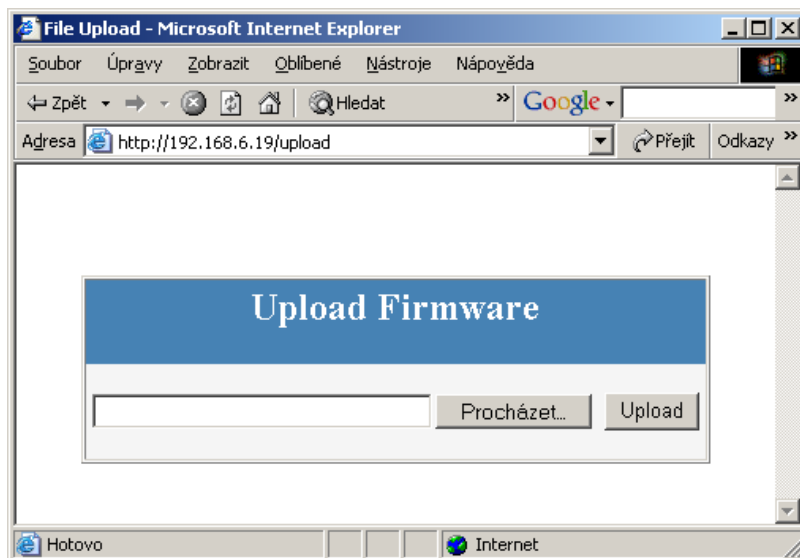 File Upload - Microsoft Internet Explorer
Soubor Úpravy Zobrazit Oblíbené Nástroje Nápověda
Zpět Hledat » Google »
Adresa http://192.168.6.19/upload Přejít Odkazy »
Upload Firmware
Procházet... Upload
Hotovo Internet